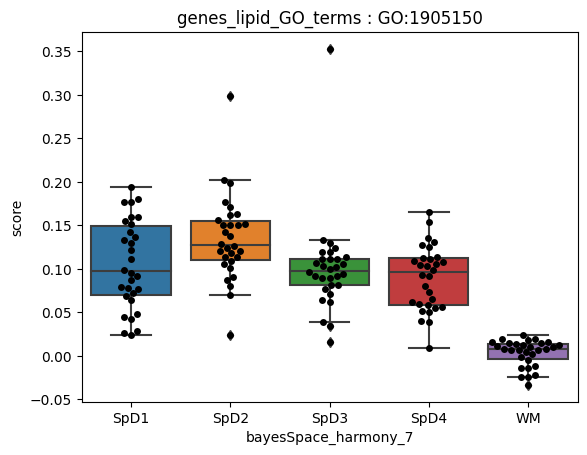 genes_lipid_GO_terms : GO:1905150
score
0.35
0.30
0.25
0.20
0.15
0.10
0.05
0.00
−0.05
SpD1 SpD2 SpD3 SpD4 WM
bayesSpace_harmony_7